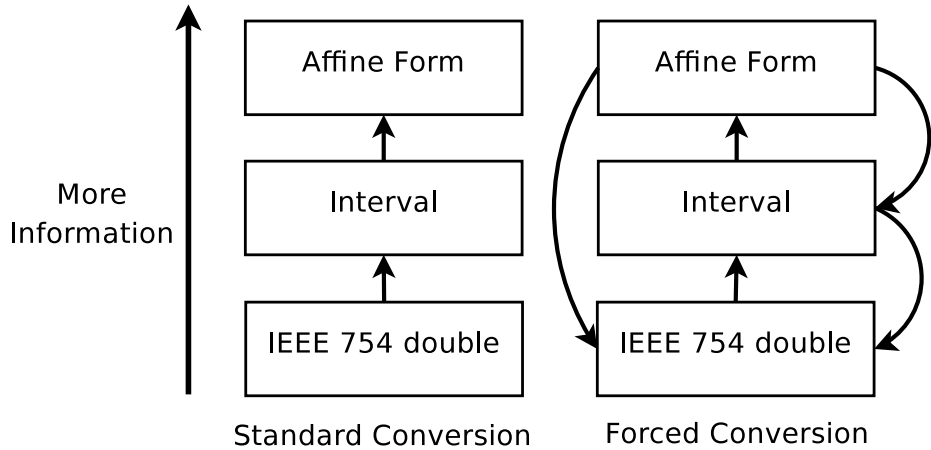 More
Information
Affine Form
Interval
IEEE 754 double
Standard Conversion
Affine Form
Interval
IEEE 754 double
Forced Conversion